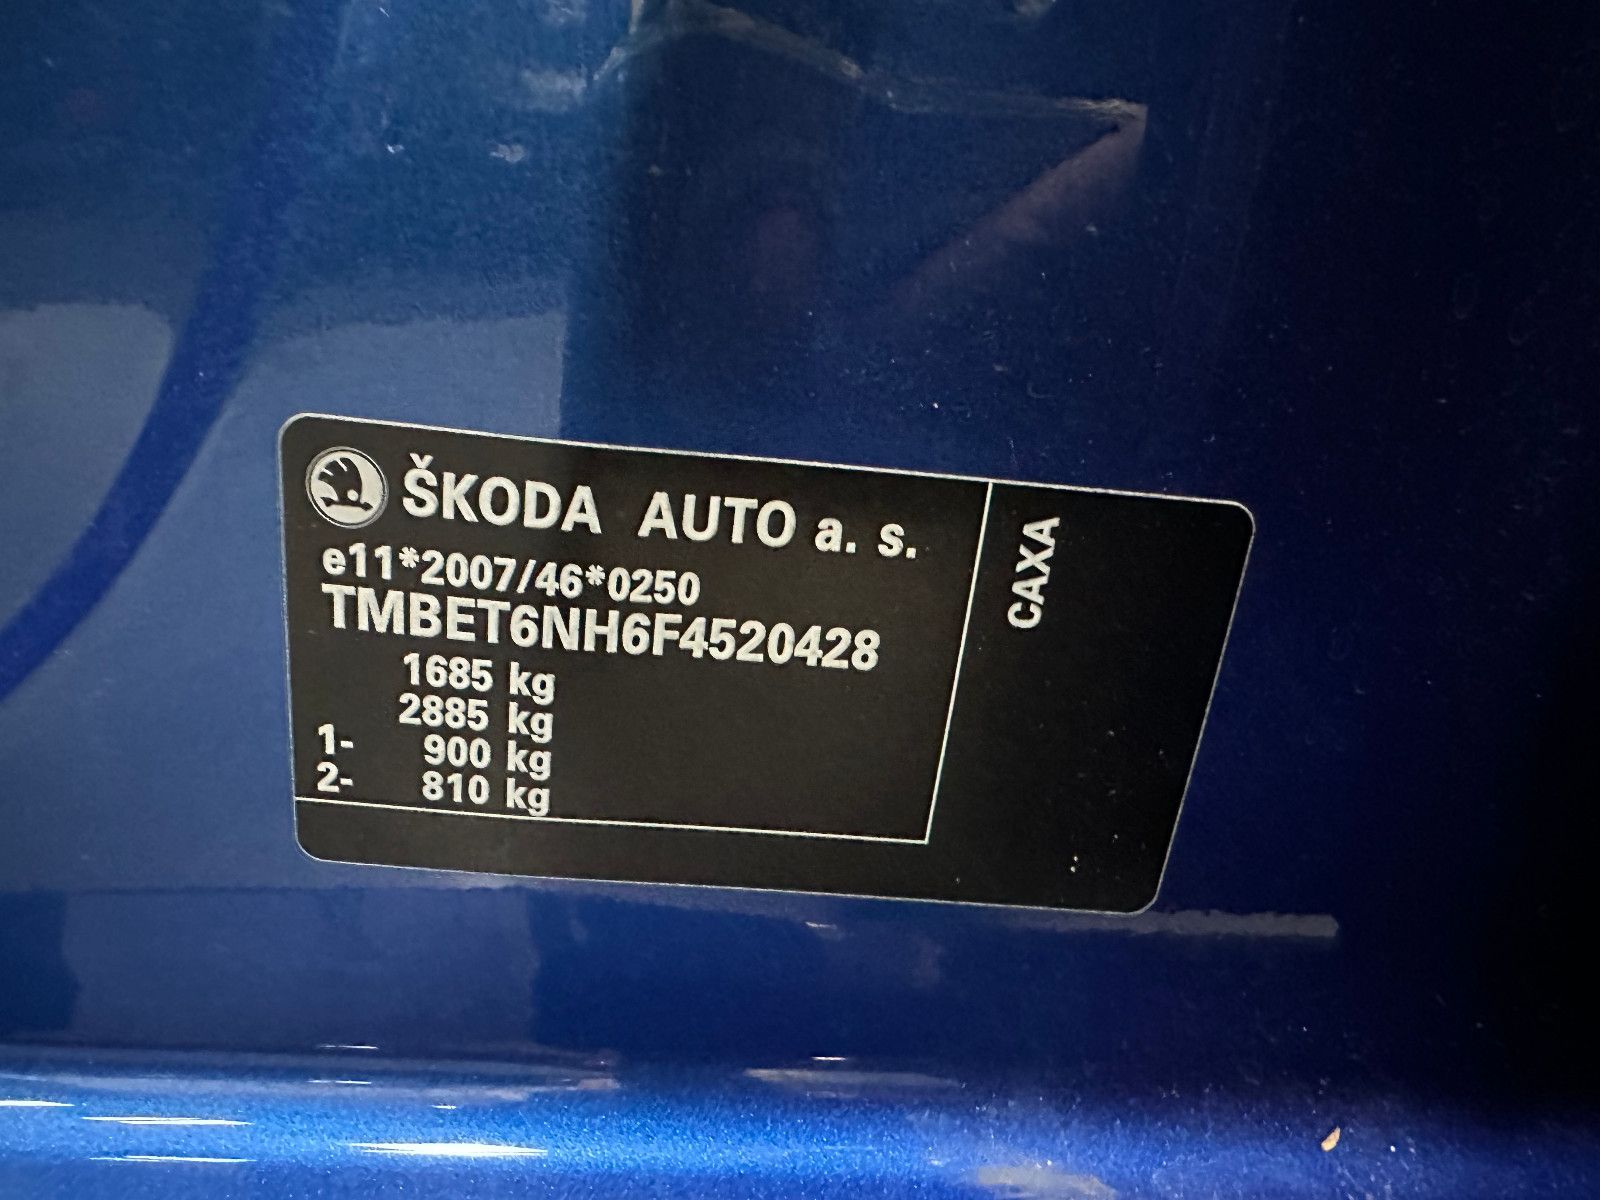 ŠKODA AUTO a. s.
e11*2007/46*0250
TMBET6NH6F4520428
1685 kg
2885 kg
1- 900 kg
2- 810 kg
CAXA